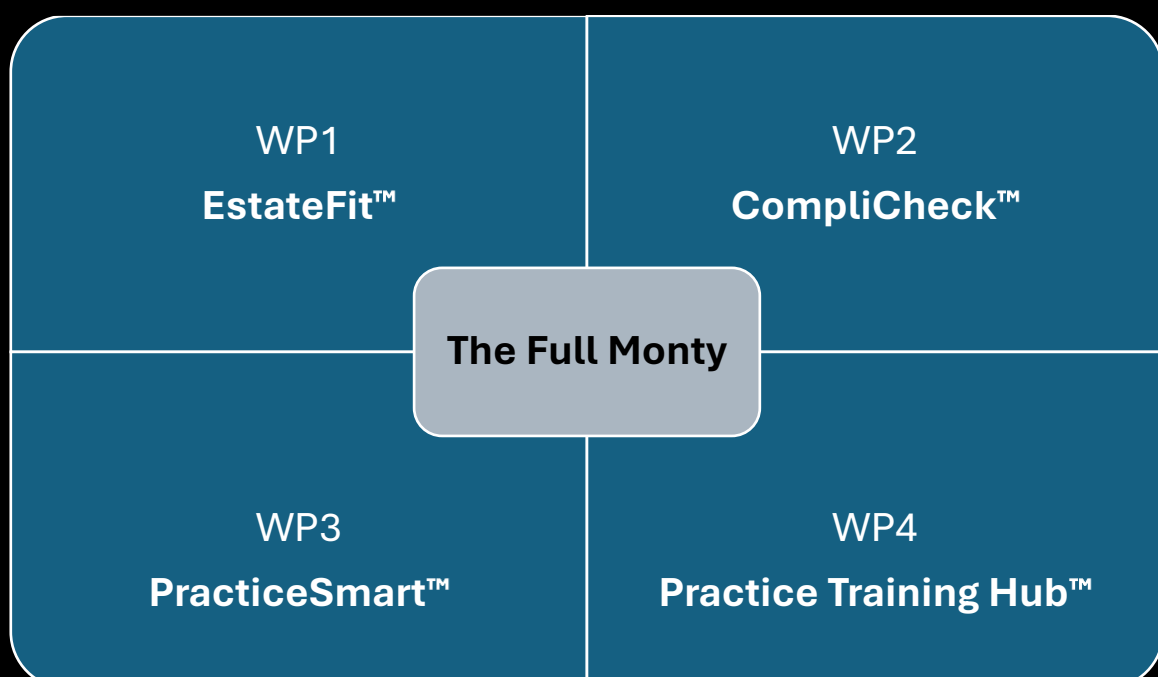 WP1
EstateFit™
WP2
CompliCheck™
The Full Monty
WP3
PracticeSmart™
WP4
Practice Training Hub™